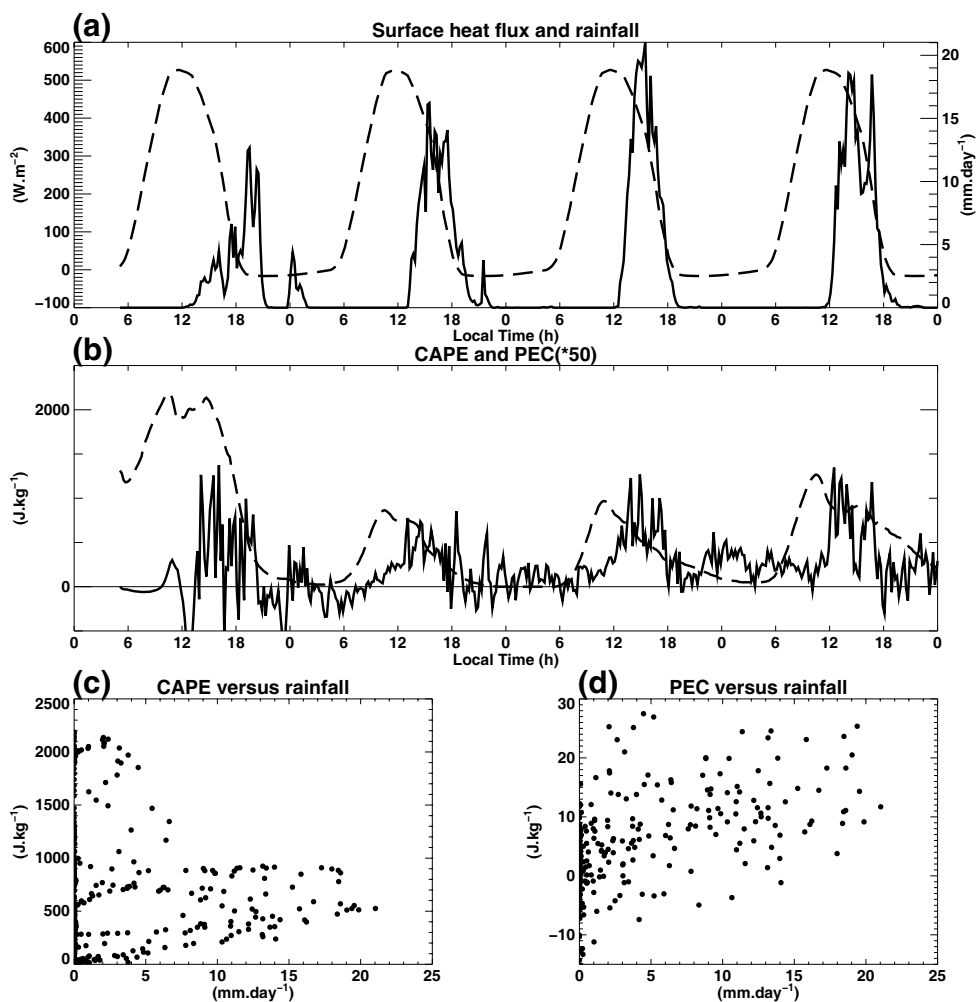 (a)
Surface heat flux and rainfall
600
500
400
300
200
100
0
−100
(W.m⁻²)
20
15
10
5
0
(mm.day⁻¹)
0 6 12 18 0 6 12 18 0 6 12 18 0 6 12 18 0
Local Time (h)
(b)
CAPE and PEC(*50)
2000
0
(J.kg⁻¹)
0 6 12 18 0 6 12 18 0 6 12 18 0 6 12 18 0
Local Time (h)
(c)
CAPE versus rainfall
2500
2000
1500
1000
500
0
(J.kg⁻¹)
0 5 10 15 20 25
(mm.day⁻¹)
(d)
PEC versus rainfall
30
20
10
0
−10
(J.kg⁻¹)
0 5 10 15 20 25
(mm.day⁻¹)